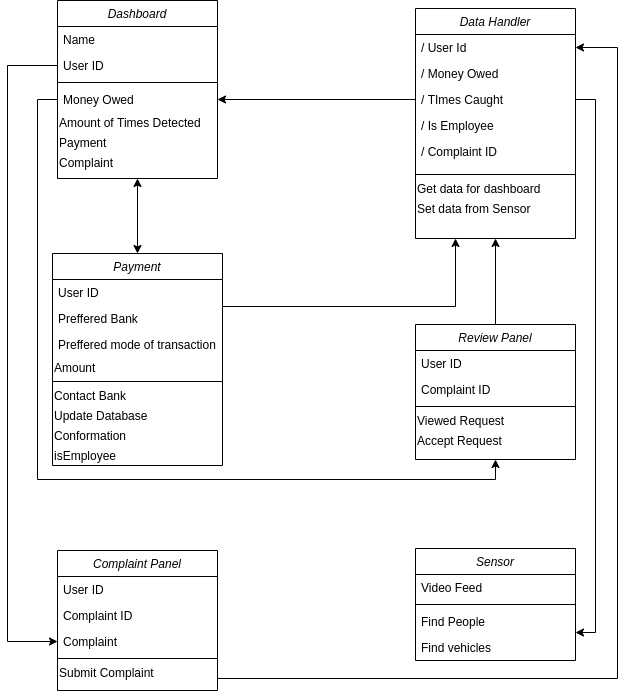 Dashboard
Name
User ID
Money Owed
Amount of Times Detected
Payment
Complaint
Data Handler
/ User Id
/ Money Owed
/ TImes Caught
/ Is Employee
/ Complaint ID
Get data for dashboard
Set data from Sensor
Payment
User ID
Preffered Bank
Preffered mode of transaction
Amount
Contact Bank
Update Database
Conformation
isEmployee
Review Panel
User ID
Complaint ID
Viewed Request
Accept Request
Complaint Panel
User ID
Complaint ID
Complaint
Submit Complaint
Sensor
Video Feed
Find People
Find vehicles